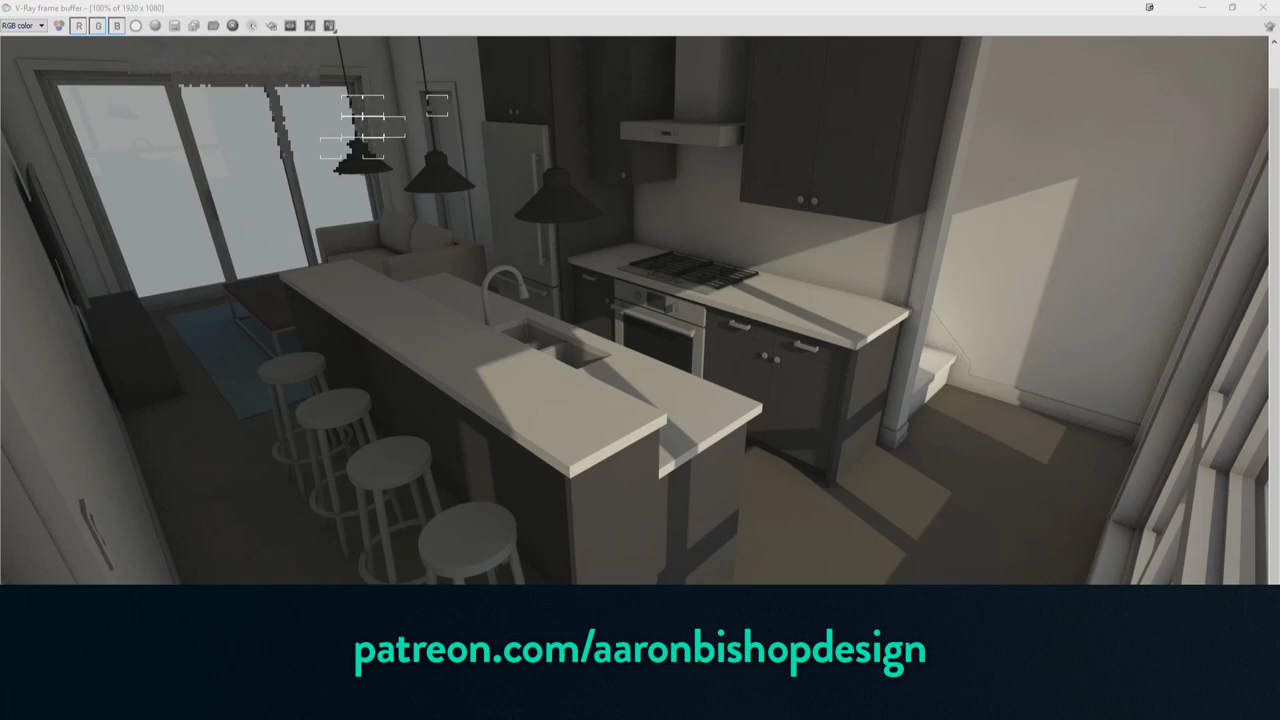 V-Ray frame buffer - [100% of 1920 x 1080]
RGB color
R
G
B
patreon.com/aaronbishopdesign